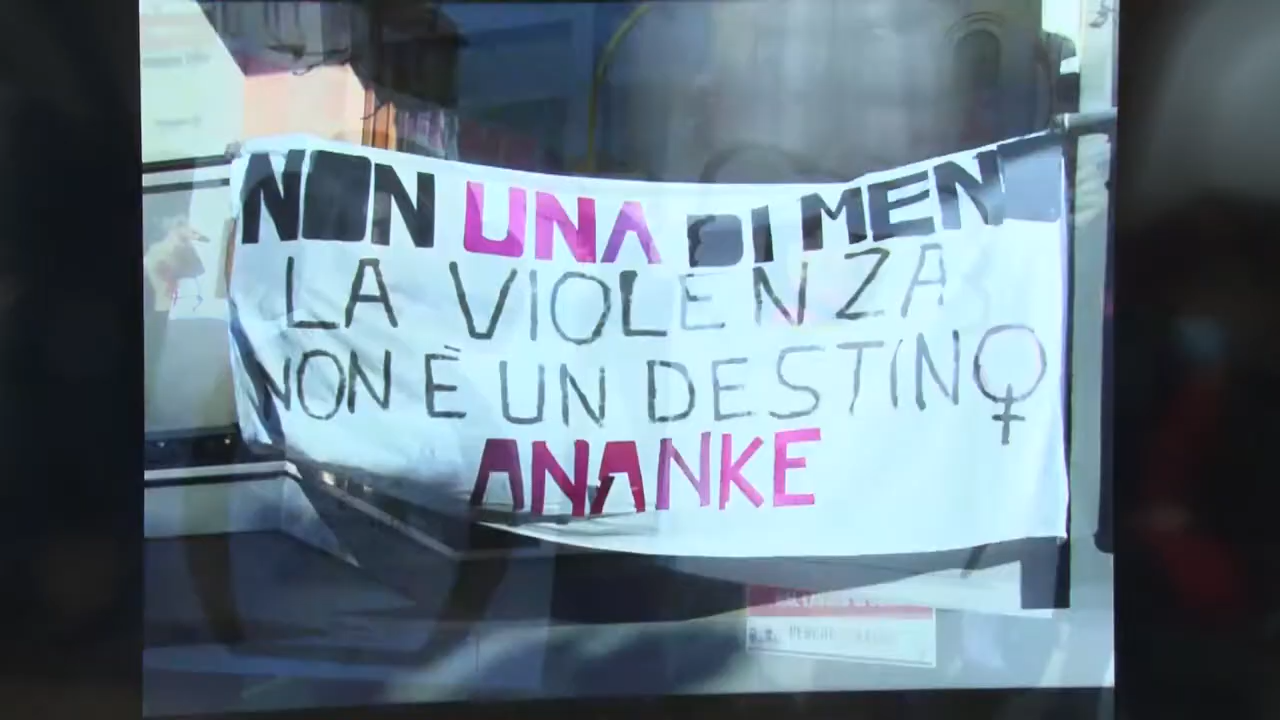 NON UNA DI MENO
LA VIOLENZA
NON È UN DESTINO
ANANKE